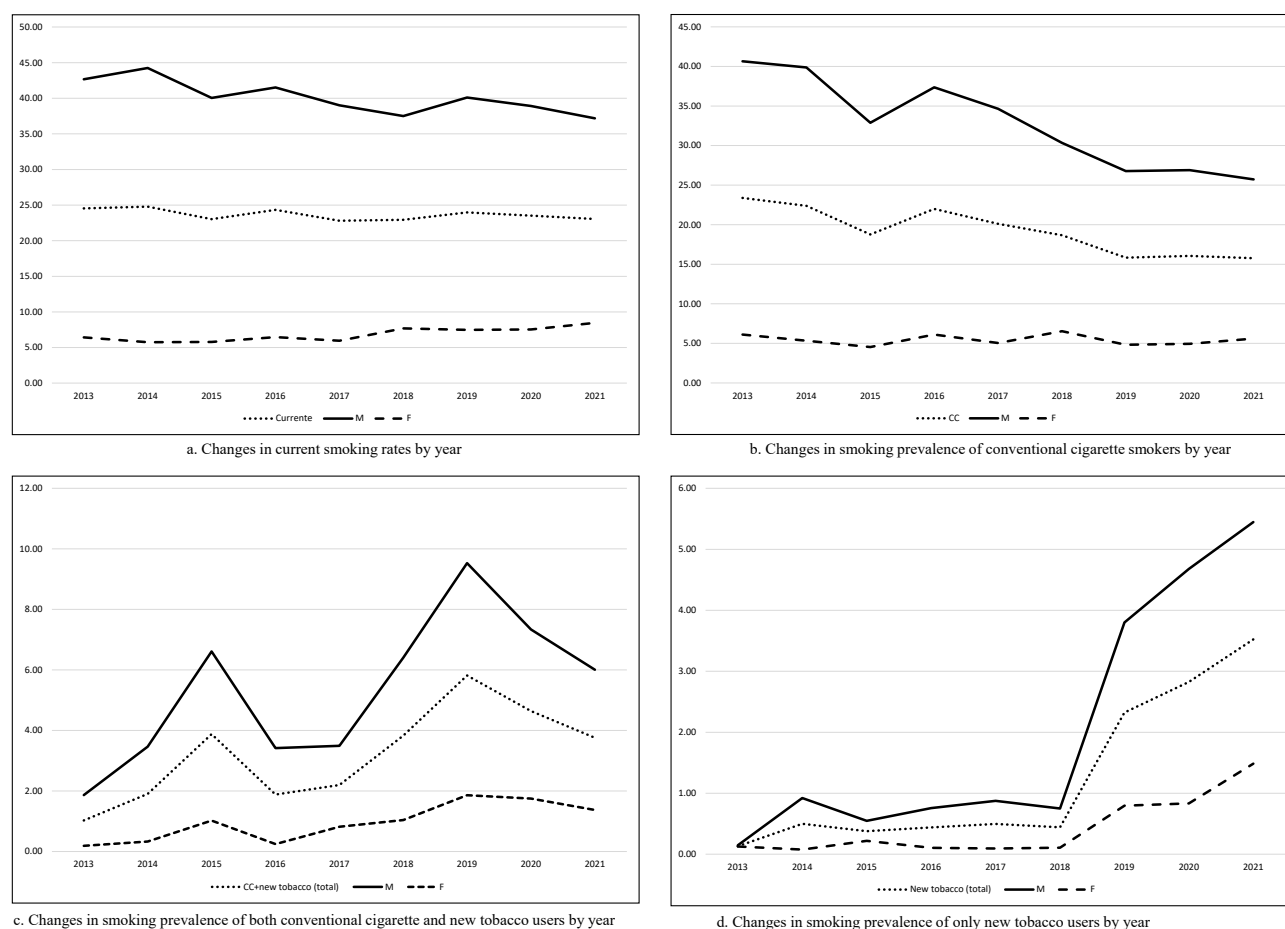 50.00
45.00
40.00
35.00
30.00
25.00
20.00
15.00
10.00
5.00
0.00
2013 2014 2015 2016 2017 2018 2019 2020 2021
Currente M F
a. Changes in current smoking rates by year
45.00
40.00
35.00
30.00
25.00
20.00
15.00
10.00
5.00
0.00
2013 2014 2015 2016 2017 2018 2019 2020 2021
CC M F
b. Changes in smoking prevalence of conventional cigarette smokers by year
12.00
10.00
8.00
6.00
4.00
2.00
0.00
2013 2014 2015 2016 2017 2018 2019 2020 2021
CC+new tobacco (total) M F
c. Changes in smoking prevalence of both conventional cigarette and new tobacco users by year
6.00
5.00
4.00
3.00
2.00
1.00
0.00
2013 2014 2015 2016 2017 2018 2019 2020 2021
New tobacco (total) M F
d. Changes in smoking prevalence of only new tobacco users by year